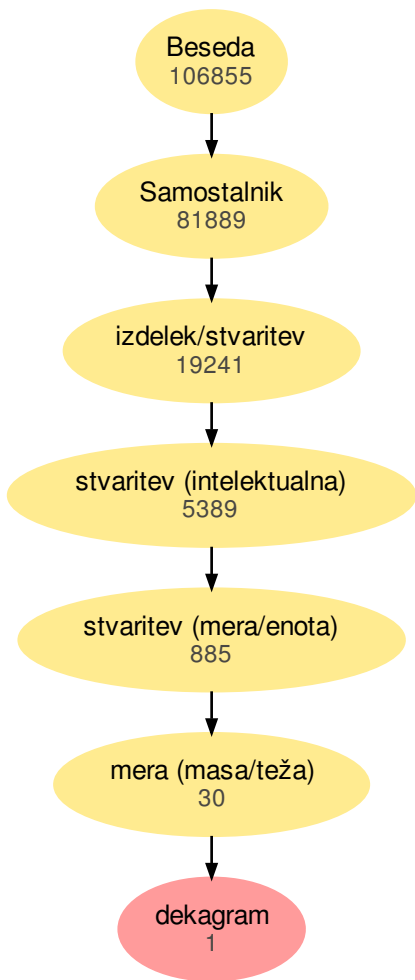 Beseda
106855
Samostalnik
81889
izdelek/stvaritev
19241
stvaritev (intelektualna)
5389
stvaritev (mera/enota)
885
mera (masa/teža)
30
dekagram
1